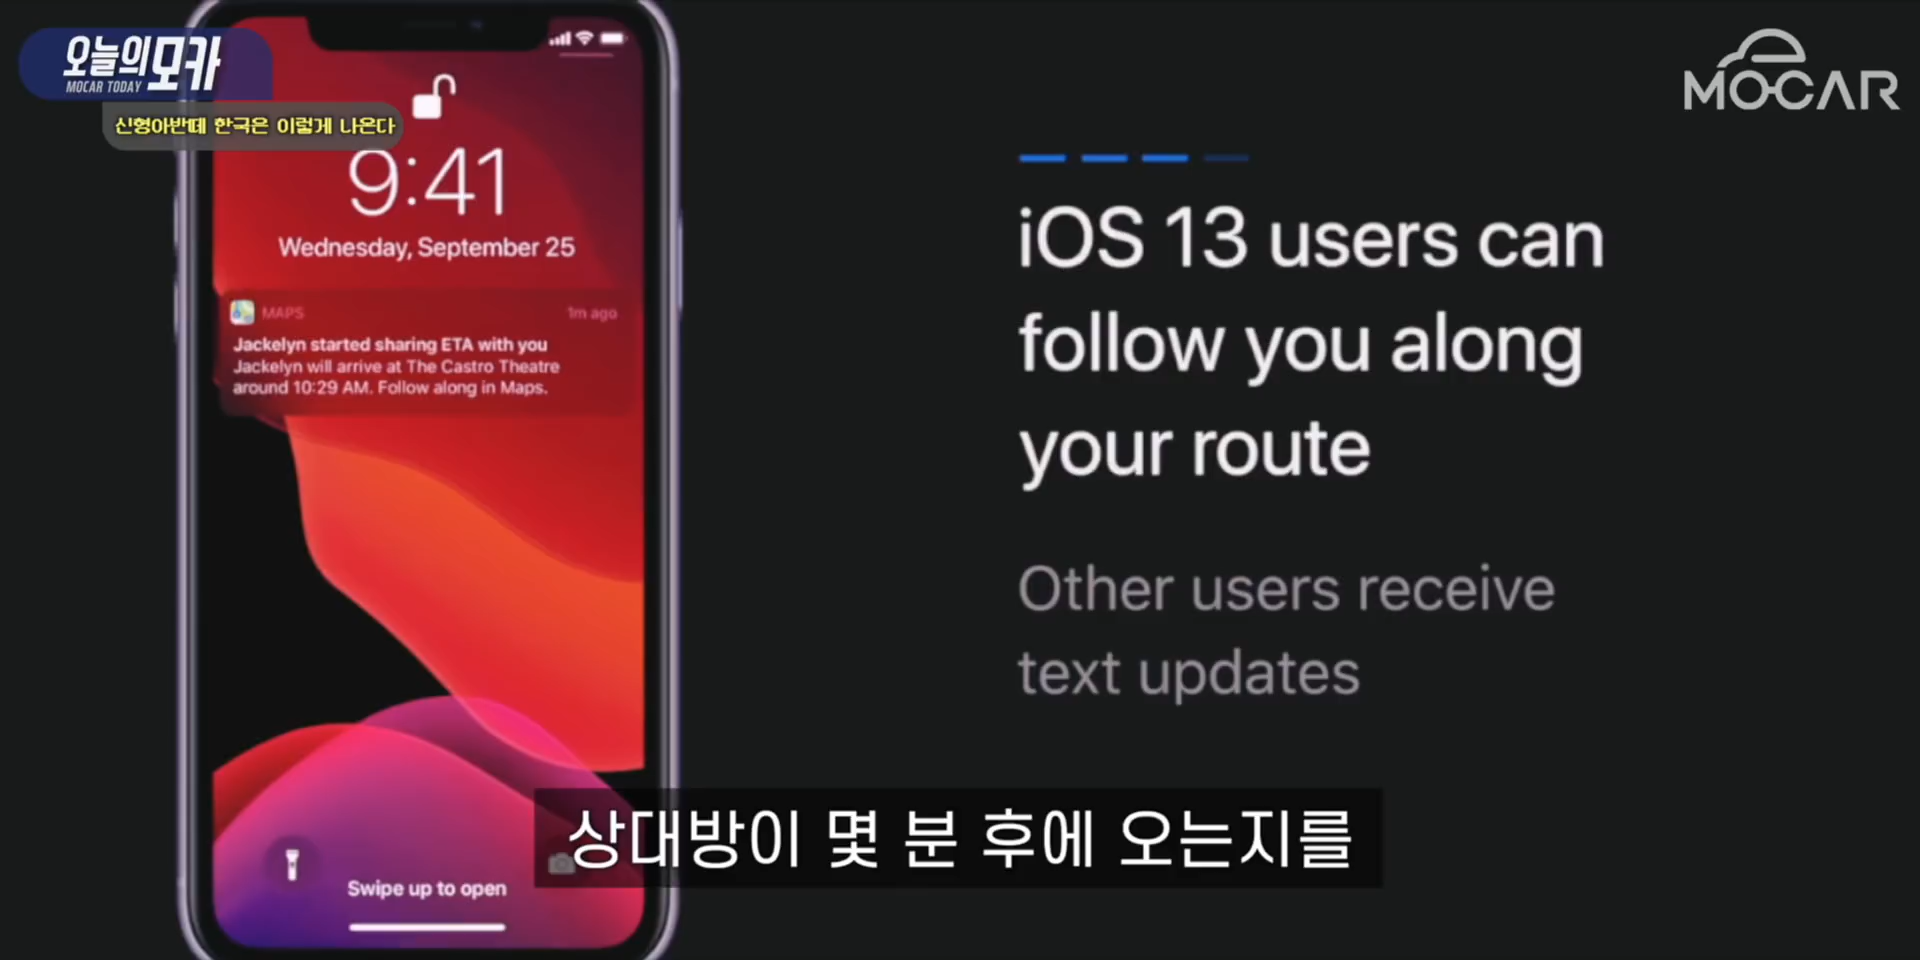 오늘의 모카
MOCAR TODAY
신형아반떼 한국은 이렇게 나온다
MOCAR
9:41
Wednesday, September 25
MAPS
1m ago
Jackelyn started sharing ETA with you
Jackelyn will arrive at The Castro Theatre
around 10:29 AM. Follow along in Maps.
Swipe up to open
iOS 13 users can
follow you along
your route
Other users receive
text updates
상대방이 몇 분 후에 오는지를